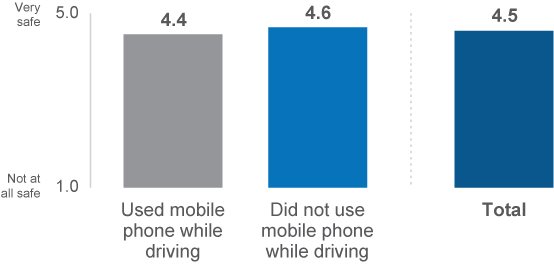 Very
safe
5.0
4.4
4.6
4.5
Not at
all safe
1.0
Used mobile
phone while
driving
Did not use
mobile phone
while driving
Total